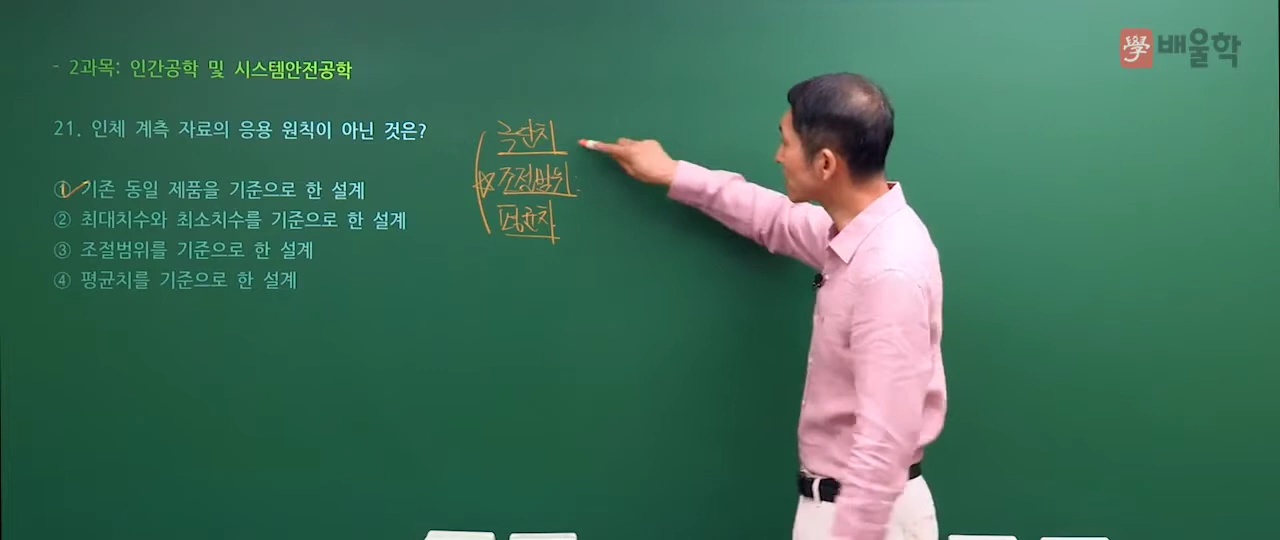 學 배울학
- 2과목: 인간공학 및 시스템안전공학
21. 인체 계측 자료의 응용 원칙이 아닌 것은?
① 기존 동일 제품을 기준으로 한 설계
② 최대치수와 최소치수를 기준으로 한 설계
③ 조절범위를 기준으로 한 설계
④ 평균치를 기준으로 한 설계
극단치
조절범위
평균치